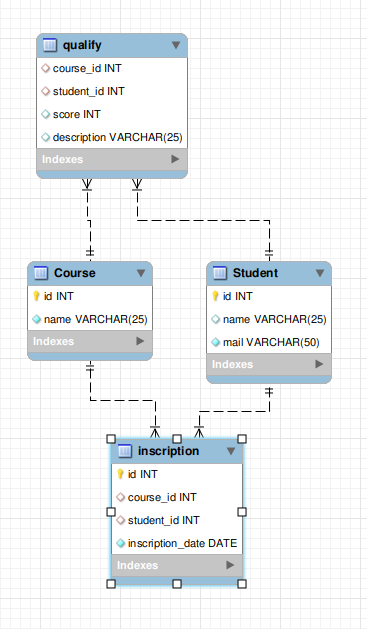 qualify
course_id INT
student_id INT
score INT
description VARCHAR(25)
Indexes
Course
id INT
name VARCHAR(25)
Indexes
Student
id INT
name VARCHAR(25)
mail VARCHAR(50)
Indexes
inscription
id INT
course_id INT
student_id INT
inscription_date DATE
Indexes